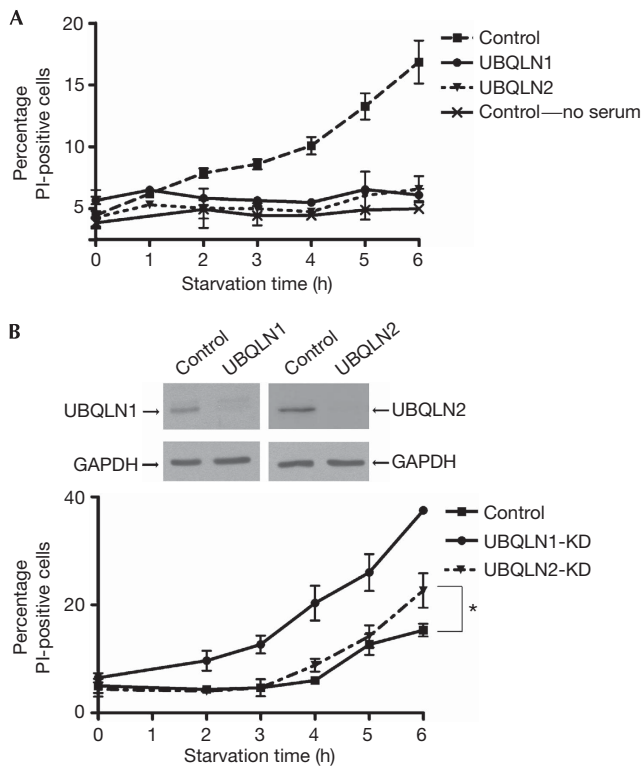 A
20
15
10
5
Percentage
PI-positive cells
0 1 2 3 4 5 6
Starvation time (h)
Control
UBQLN1
UBQLN2
Control—no serum
B
Control UBQLN1 Control UBQLN2
UBQLN1 UBQLN2
GAPDH GAPDH
40
20
0
Percentage
PI-positive cells
0 1 2 3 4 5 6
Starvation time (h)
Control
UBQLN1-KD
UBQLN2-KD
*